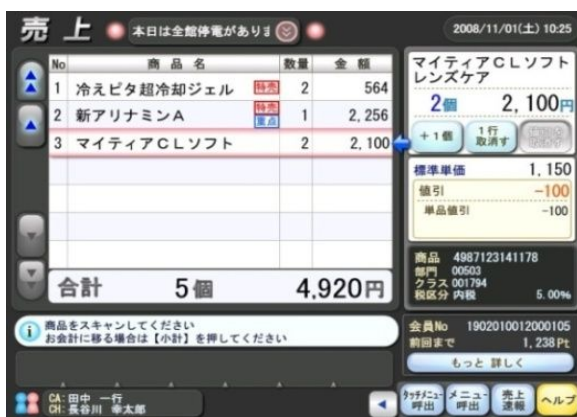 売上
本日は全館停電がありま
2008/11/01(土) 10:25
No 商品名 数量 金額
1 冷えピタ超冷却ジェル 特売 2 564
2 新アリナミンA 特売 重点 1 2,256
3 マイティアCLソフト 2 2,100
合計 5個 4,920円
マイティアCLソフト
レンズケア
2個 2,100円
+1個 1行取消す
標準単価 1,150
値引 -100
単品値引 -100
商品 4987123141178
部門 00503
クラス 001794
税区分 内税 5.00%
商品をスキャンしてください
お会計に移る場合は【小計】を押してください
会員No 1902010012000105
前回まで 1,238Pt
もっと 詳しく
CA:田中 一行
CH:長谷川 幸太郎
タッチメニュー呼出 メニュー呼出 売上速報 ヘルプ